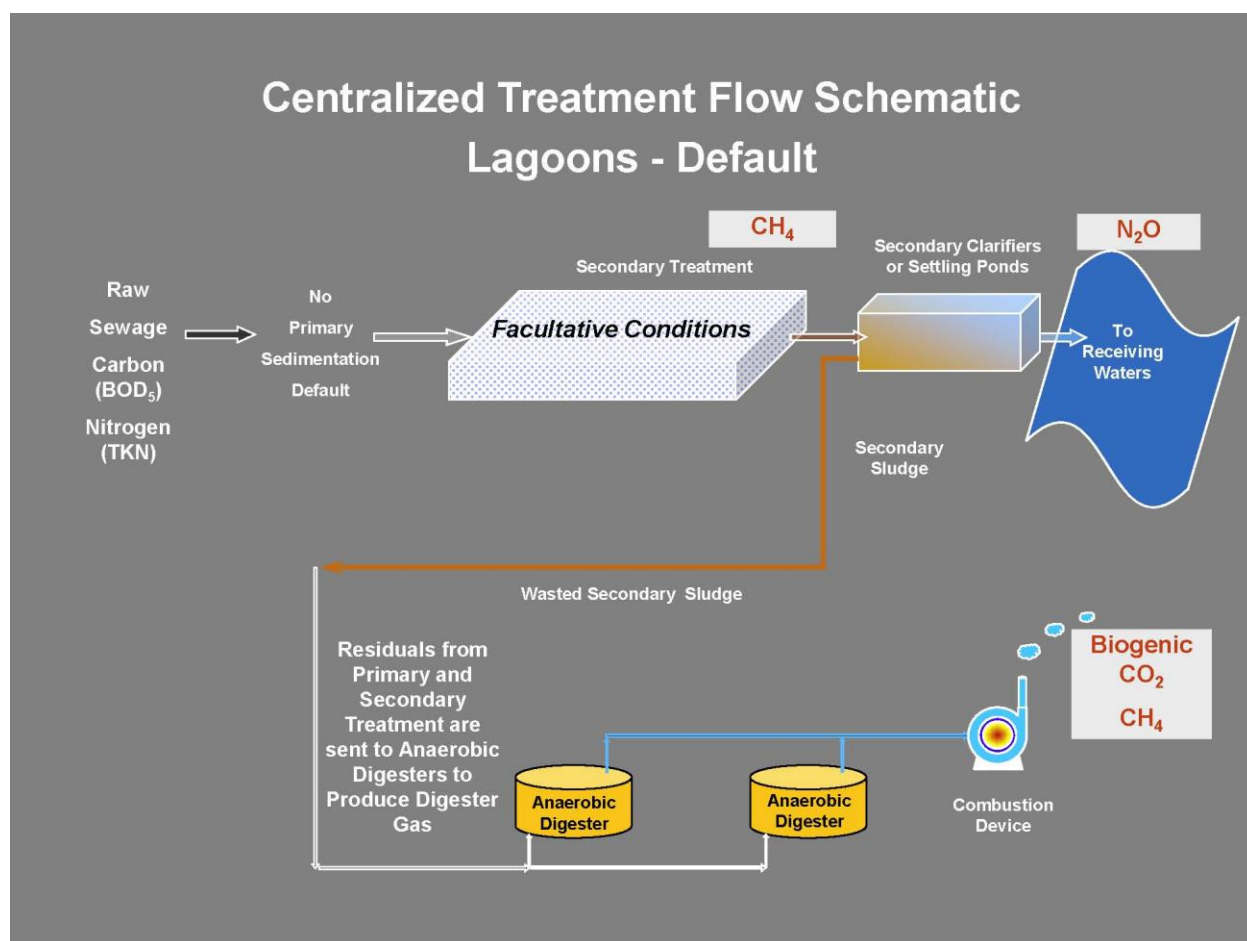 Centralized Treatment Flow Schematic
Lagoons - Default
CH₄
N₂O
Secondary Treatment
Secondary Clarifiers
or Settling Ponds
Raw
Sewage
Carbon
(BOD₅)
Nitrogen
(TKN)
No
Primary
Sedimentation
Default
Facultative Conditions
To
Receiving
Waters
Secondary
Sludge
Wasted Secondary Sludge
Residuals from
Primary and
Secondary
Treatment are
sent to Anaerobic
Digesters to
Produce Digester
Gas
Anaerobic
Digester
Anaerobic
Digester
Combustion
Device
Biogenic
CO₂
CH₄